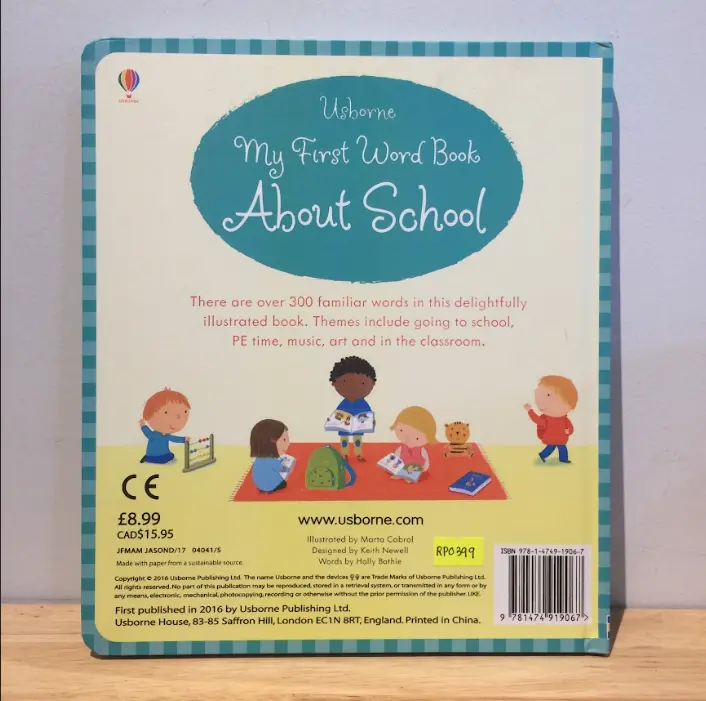 USBORNE
Usborne
My First Word Book
About School
There are over 300 familiar words in this delightfully
illustrated book. Themes include going to school,
PE time, music, art and in the classroom.
CE
£8.99
CAD$15.95
JFMAM JASOND/17 04041/5
Made with paper from a sustainable source.
www.usborne.com
Illustrated by Marta Cabrol
Designed by Keith Newell
Words by Holly Bathie
RP0399
ISBN 978-1-4749-1906-7
9 781474 919067 >
Copyright © 2016 Usborne Publishing Ltd. The name Usborne and the devices are Trade Marks of Usborne Publishing Ltd.
All rights reserved. No part of this publication may be reproduced, stored in a retrieval system, or transmitted in any form or by
any means, electronic, mechanical, photocopying, recording or otherwise without the prior permission of the publisher. UKE.
First published in 2016 by Usborne Publishing Ltd.
Usborne House, 83-85 Saffron Hill, London EC1N 8RT, England. Printed in China.